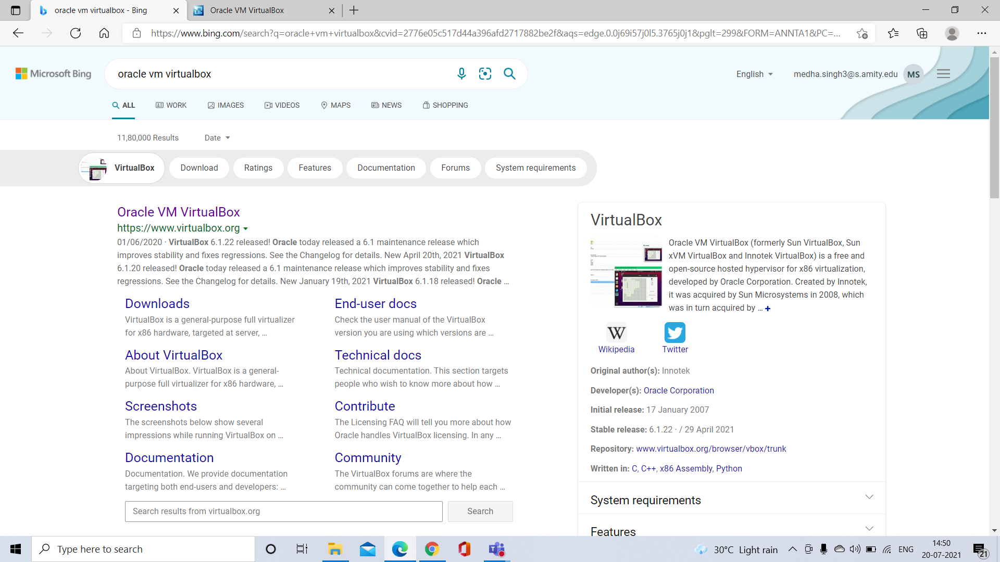 oracle vm virtualbox - Bing
Oracle VM VirtualBox
https://www.bing.com/search?q=oracle+vm+virtualbox&cvid=2776e05c517d44a396afd2717882be2f&aqs=edge.0.0j69i57j0l5.3765j0j1&pglt=299&FORM=ANNTA1&PC=...
Microsoft Bing
oracle vm virtualbox
English
medha.singh3@s.amity.edu
MS
ALL
WORK
IMAGES
VIDEOS
MAPS
NEWS
SHOPPING
11,80,000 Results
Date
VirtualBox
Download
Ratings
Features
Documentation
Forums
System requirements
Oracle VM VirtualBox
https://www.virtualbox.org
01/06/2020 · VirtualBox 6.1.22 released! Oracle today released a 6.1 maintenance release which
improves stability and fixes regressions. See the Changelog for details. New April 20th, 2021 VirtualBox
6.1.20 released! Oracle today released a 6.1 maintenance release which improves stability and fixes
regressions. See the Changelog for details. New January 19th, 2021 VirtualBox 6.1.18 released! Oracle ...
Downloads
VirtualBox is a general-purpose full virtualizer
for x86 hardware, targeted at server, ...
End-user docs
Check the user manual of the VirtualBox
version you are using which versions are ...
About VirtualBox
About VirtualBox. VirtualBox is a general-
purpose full virtualizer for x86 hardware, ...
Technical docs
Technical documentation. This section targets
people who wish to know more about how ...
Screenshots
The screenshots below show several
impressions while running VirtualBox on ...
Contribute
The Licensing FAQ will tell you more about how
Oracle handles VirtualBox licensing. In any ...
Documentation
Documentation. We provide documentation
targeting both end-users and developers: ...
Community
The VirtualBox forums are where the
community can come together to help each ...
Search results from virtualbox.org
Search
VirtualBox
Oracle VM VirtualBox (formerly Sun VirtualBox, Sun
xVM VirtualBox and Innotek VirtualBox) is a free and
open-source hosted hypervisor for x86 virtualization,
developed by Oracle Corporation. Created by Innotek,
it was acquired by Sun Microsystems in 2008, which
was in turn acquired by ... +
W
Wikipedia
Twitter
Original author(s): Innotek
Developer(s): Oracle Corporation
Initial release: 17 January 2007
Stable release: 6.1.22 · / 29 April 2021
Repository: www.virtualbox.org/browser/vbox/trunk
Written in: C, C++, x86 Assembly, Python
System requirements
Features
Type here to search
30°C Light rain
ENG
14:50
20-07-2021
21